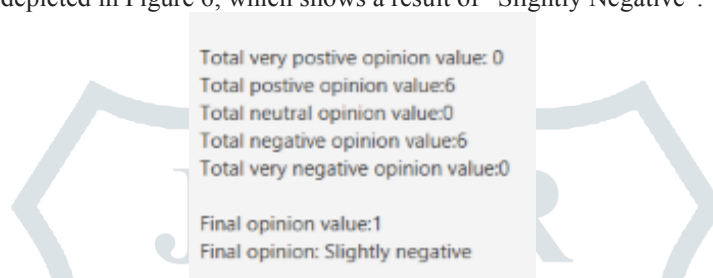 depicted in Figure 6, which shows a result of "Slightly Negative".
Total very postive opinion value: 0
Total postive opinion value:6
Total neutral opinion value:0
Total negative opinion value:6
Total very negative opinion value:0
Final opinion value:1
Final opinion: Slightly negative